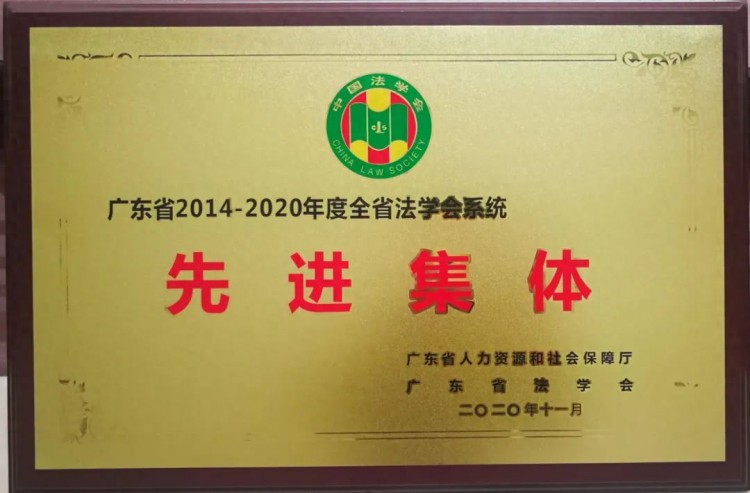 中国法学会
CLS
CHINA LAW SOCIETY
广东省2014-2020年度全省法学会系统
先进集体
广东省人力资源和社会保障厅
广东省法学会
二〇二〇年十一月